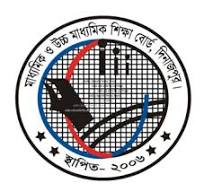 মাধ্যমিক ও উচ্চ মাধ্যমিক শিক্ষা বোর্ড, দিনাজপুর।
স্থাপিত- ২০০৬